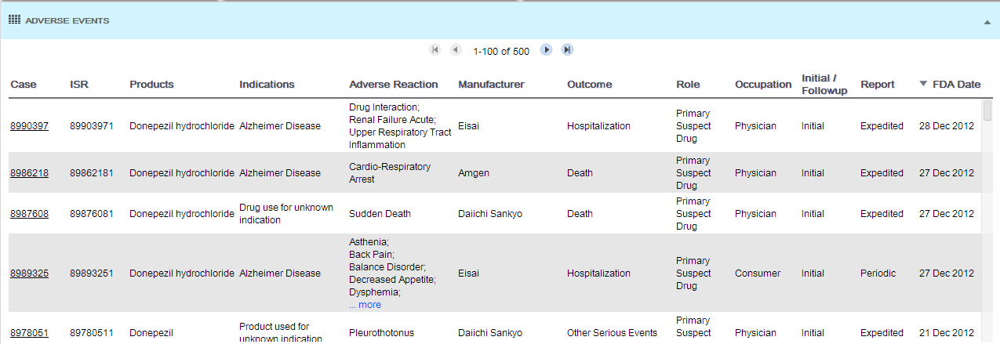 ADVERSE EVENTS
1-100 of 500
Case ISR Products Indications Adverse Reaction Manufacturer Outcome Role Occupation Initial / Followup Report FDA Date
8990397 89903971 Donepezil hydrochloride Alzheimer Disease
Drug Interaction;
Renal Failure Acute;
Upper Respiratory Tract
Inflammation
Eisai Hospitalization
Primary
Suspect
Drug
Physician Initial Expedited 28 Dec 2012
8986218 89862181 Donepezil hydrochloride Alzheimer Disease
Cardio-Respiratory
Arrest
Amgen Death
Primary
Suspect
Drug
Physician Initial Expedited 27 Dec 2012
8987608 89876081 Donepezil hydrochloride
Drug use for unknown
indication
Sudden Death Daiichi Sankyo Death
Primary
Suspect
Drug
Physician Initial Expedited 27 Dec 2012
8989325 89893251 Donepezil hydrochloride Alzheimer Disease
Asthenia;
Back Pain;
Balance Disorder;
Decreased Appetite;
Dysphemia;
... more
Eisai Hospitalization
Primary
Suspect
Drug
Consumer Initial Periodic 27 Dec 2012
8978051 89780511 Donepezil
Product used for
unknown indication
Pleurothotonus Daiichi Sankyo Other Serious Events
Primary
Suspect
Physician Initial Expedited 21 Dec 2012